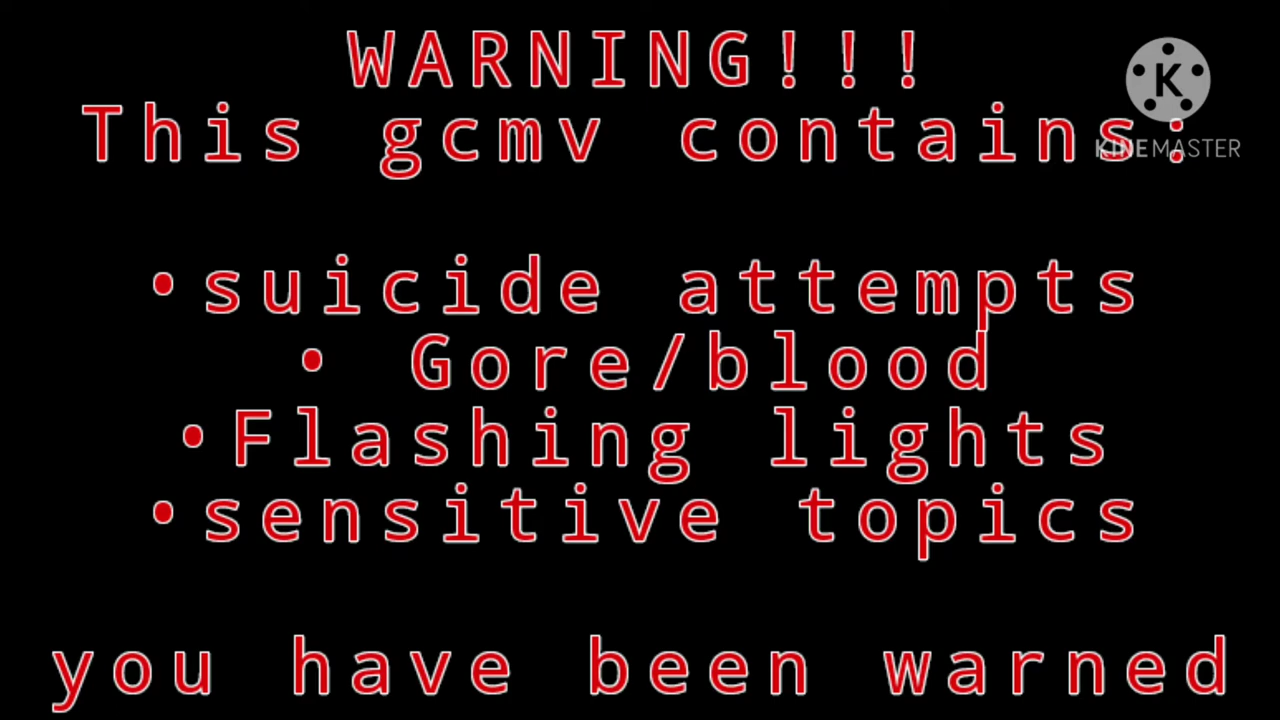 WARNING!!!
This gcmv contains:
K
KINEMASTER
•suicide attempts
• Gore/blood
•Flashing lights
•sensitive topics
you have been warned